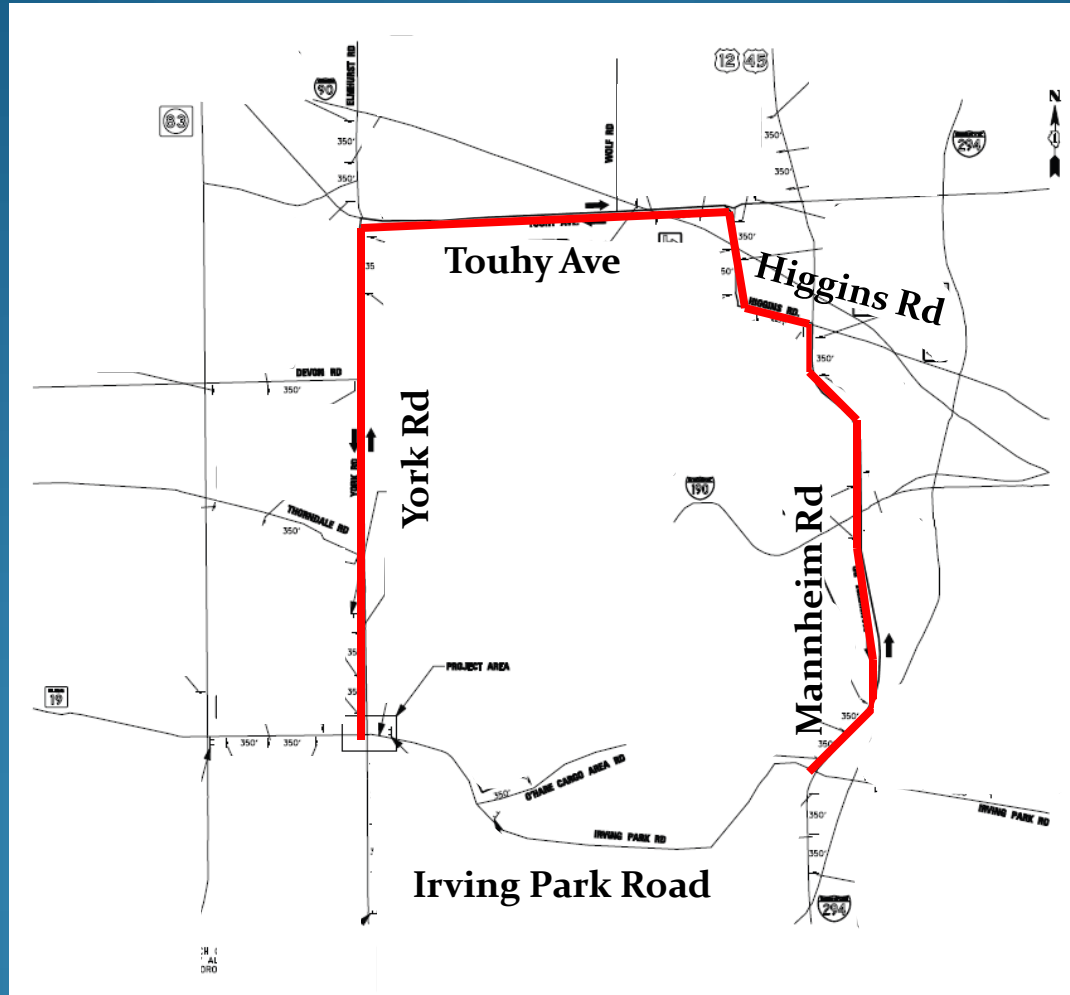 12 45
90
ELMHURST RD
83
N
294
WOLF RD
350'
350'
350'
350'
Touhy Ave
350'
Higgins Rd
HIGGINS RD.
DEVON RD
350'
350'
York Rd
YORK RD
190
THORNDALE RD
350'
Mannheim Rd
PROJECT AREA
19
350'
350' 350'
O'HARE CARGO AREA RD
350'
IRVING PARK RD
IRVING PARK RD
350'
350'
Irving Park Road
294